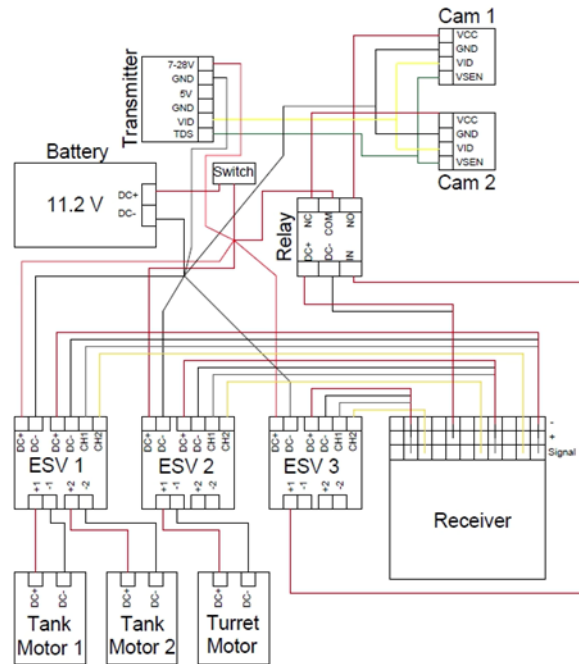 Cam 1
VCC
GND
VID
VSEN
Transmitter
7-28V
GND
5V
GND
VID
TDS
Cam 2
VCC
GND
VID
VSEN
Battery
11.2 V
DC+
DC-
Switch
Relay
NC
COM
NO
DC+
DC-
IN
ESV 1
DC+
DC-
DC+
DC-
CH1
CH2
+1
-1
+2
-2
ESV 2
DC+
DC-
DC+
DC-
CH1
CH2
+1
-1
+2
-2
ESV 3
DC+
DC-
DC+
DC-
CH1
CH2
+1
-1
+2
-2
-
+
Signal
Receiver
DC+
DC-
Tank
Motor 1
DC+
DC-
Tank
Motor 2
DC+
DC-
Turret
Motor